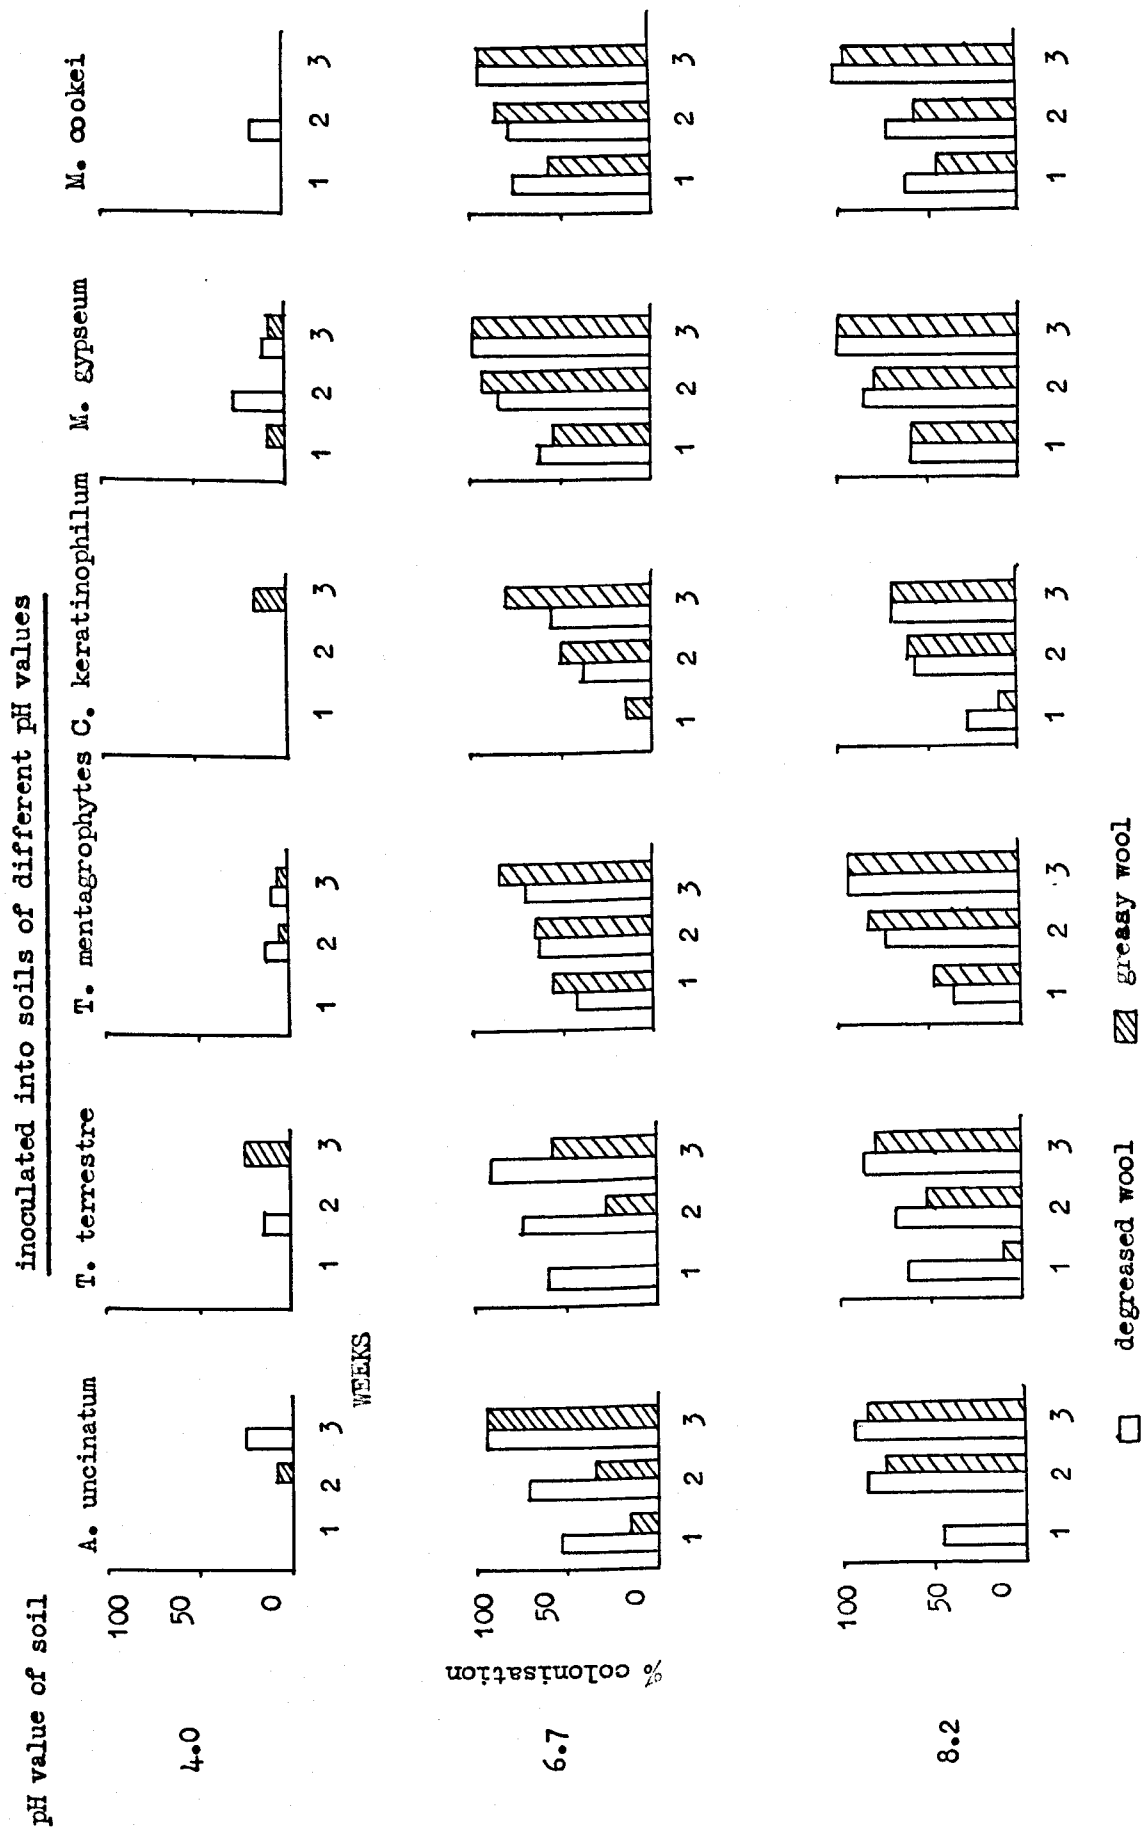 inoculated into soils of different pH values
pH value of soil
A. uncinatum T. terrestre T. mentagrophytes C. keratinophilum M. gypseum M. cookei
4.0
100
50
0
1 2 3 1 2 3 1 2 3 1 2 3 1 2 3 1 2 3
WEEKS
% colonisation
6.7
100
50
0
1 2 3 1 2 3 1 2 3 1 2 3 1 2 3 1 2 3
8.2
100
50
0
1 2 3 1 2 3 1 2 3 1 2 3 1 2 3 1 2 3
degreased wool greasy wool